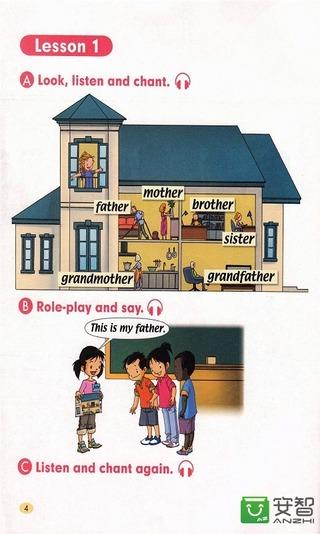 Lesson 1
A Look, listen and chant.
mother
father
brother
sister
grandmother
grandfather
B Role-play and say.
This is my father.
C Listen and chant again.
4
安智
AZ
ANZHI